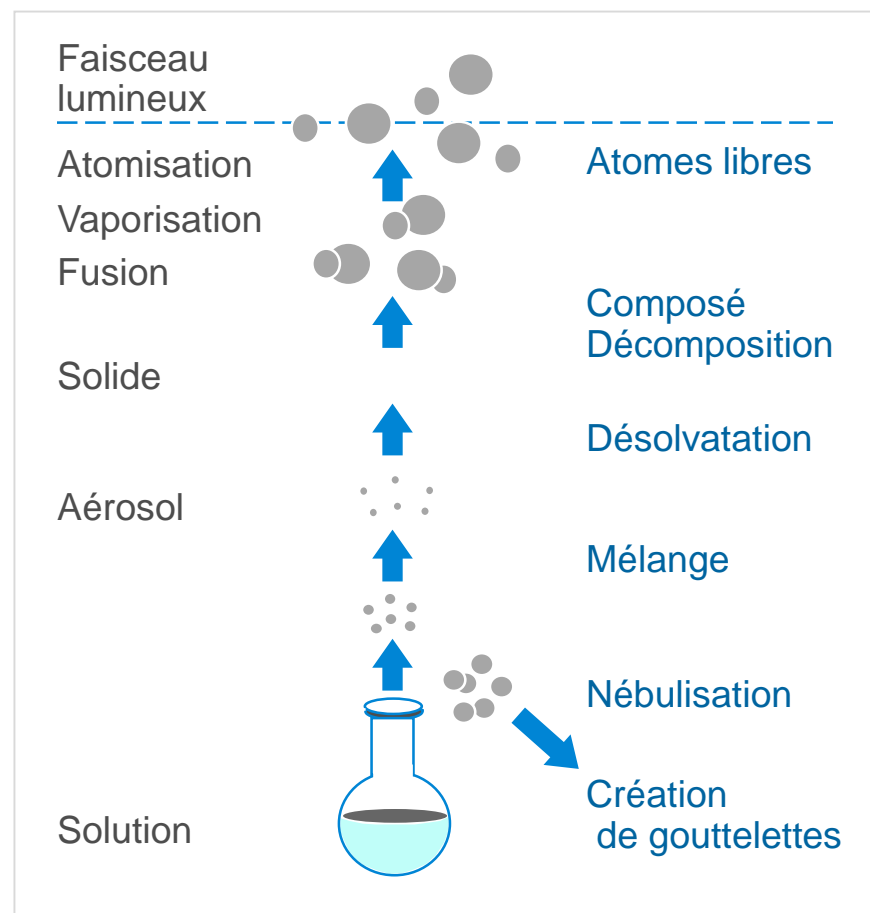 Faisceau
lumineux
Atomisation
Atomes libres
Vaporisation
Fusion
Composé
Décomposition
Solide
Désolvatation
Aérosol
Mélange
Nébulisation
Création
de gouttelettes
Solution